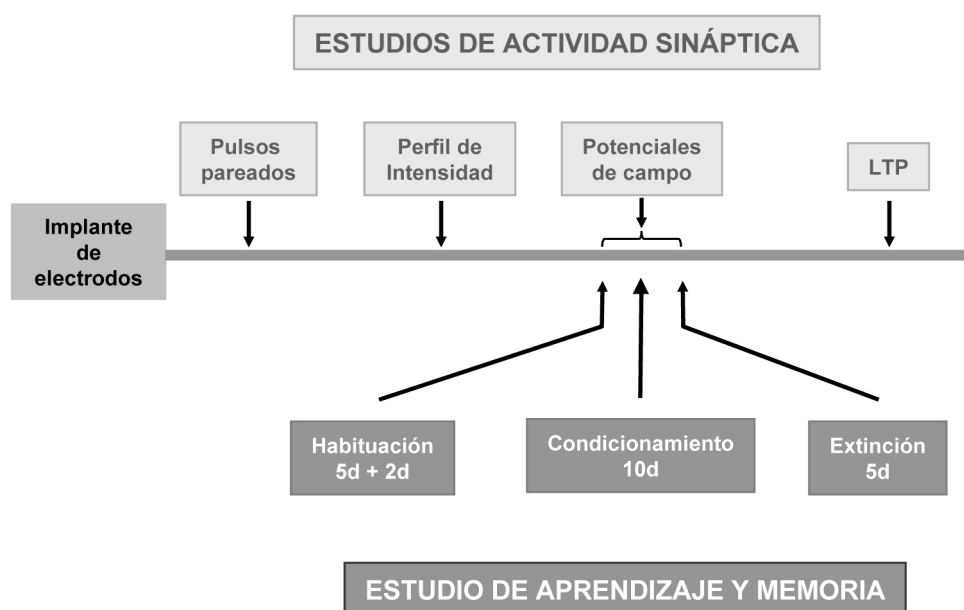 ESTUDIOS DE ACTIVIDAD SINÁPTICA
Pulsos
pareados
Perfil de
Intensidad
Potenciales
de campo
LTP
Implante
de
electrodos
Habituación
5d + 2d
Condicionamiento
10d
Extinción
5d
ESTUDIO DE APRENDIZAJE Y MEMORIA